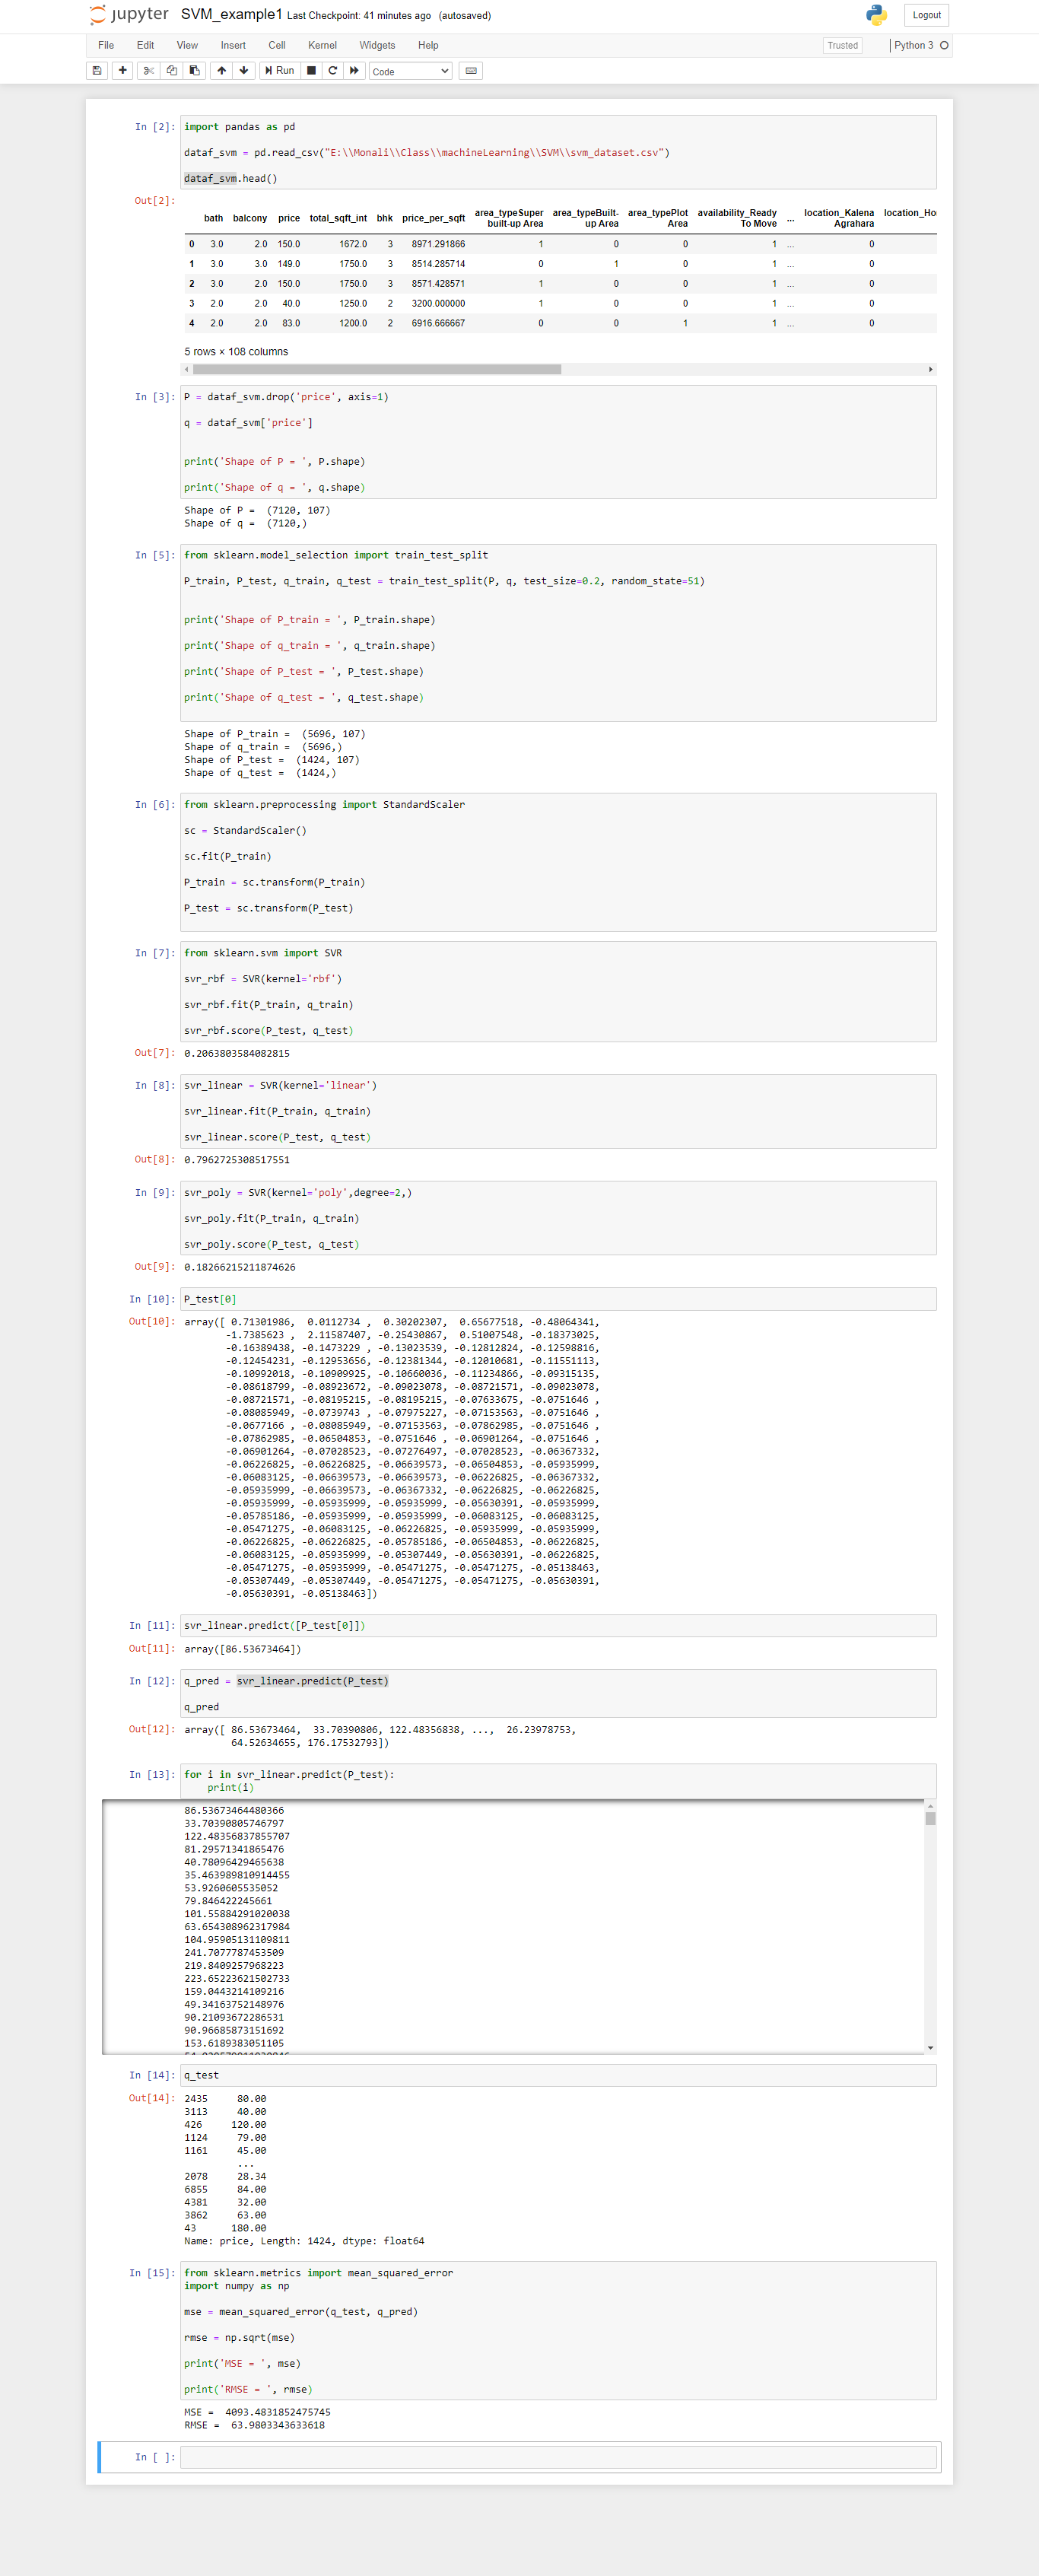 jupyter SVM_example1 Last Checkpoint: 41 minutes ago (autosaved)
Logout
File Edit View Insert Cell Kernel Widgets Help
Trusted Python 3
Run Code
In [2]: import pandas as pd
dataf_svm = pd.read_csv("E:\\Monali\\Class\\machineLearning\\SVM\\svm_dataset.csv")
dataf_svm.head()
Out[2]:
bath balcony price total_sqft_int bhk price_per_sqft area_typeSuper built-up Area area_typeBuilt-up Area area_typePlot Area availability_Ready To Move ... location_Kalena Agrahara location_Ho
0 3.0 2.0 150.0 1672.0 3 8971.291866 1 0 0 1 ... 0
1 3.0 3.0 149.0 1750.0 3 8514.285714 0 1 0 1 ... 0
2 3.0 2.0 150.0 1750.0 3 8571.428571 1 0 0 1 ... 0
3 2.0 2.0 40.0 1250.0 2 3200.000000 1 0 0 1 ... 0
4 2.0 2.0 83.0 1200.0 2 6916.666667 0 0 1 1 ... 0
5 rows × 108 columns
In [3]: P = dataf_svm.drop('price', axis=1)
q = dataf_svm['price']
print('Shape of P = ', P.shape)
print('Shape of q = ', q.shape)
Shape of P =  (7120, 107)
Shape of q =  (7120,)
In [5]: from sklearn.model_selection import train_test_split
P_train, P_test, q_train, q_test = train_test_split(P, q, test_size=0.2, random_state=51)
print('Shape of P_train = ', P_train.shape)
print('Shape of q_train = ', q_train.shape)
print('Shape of P_test = ', P_test.shape)
print('Shape of q_test = ', q_test.shape)
Shape of P_train =  (5696, 107)
Shape of q_train =  (5696,)
Shape of P_test =  (1424, 107)
Shape of q_test =  (1424,)
In [6]: from sklearn.preprocessing import StandardScaler
sc = StandardScaler()
sc.fit(P_train)
P_train = sc.transform(P_train)
P_test = sc.transform(P_test)
In [7]: from sklearn.svm import SVR
svr_rbf = SVR(kernel='rbf')
svr_rbf.fit(P_train, q_train)
svr_rbf.score(P_test, q_test)
Out[7]: 0.2063803584082815
In [8]: svr_linear = SVR(kernel='linear')
svr_linear.fit(P_train, q_train)
svr_linear.score(P_test, q_test)
Out[8]: 0.7962725308517551
In [9]: svr_poly = SVR(kernel='poly',degree=2,)
svr_poly.fit(P_train, q_train)
svr_poly.score(P_test, q_test)
Out[9]: 0.18266215211874626
In [10]: P_test[0]
Out[10]: array([ 0.71301986,  0.0112734 ,  0.30202307,  0.65677518, -0.48064341,
-1.7385623 ,  2.11587407, -0.25430867,  0.51007548, -0.18373025,
-0.16389438, -0.1473229 , -0.13023539, -0.12812824, -0.12598816,
-0.12454231, -0.12953656, -0.12381344, -0.12010681, -0.11551113,
-0.10992018, -0.10909925, -0.10660036, -0.11234866, -0.09315135,
-0.08618799, -0.08923672, -0.09023078, -0.08721571, -0.09023078,
-0.08721571, -0.08195215, -0.08195215, -0.07633675, -0.0751646 ,
-0.08085949, -0.0739743 , -0.07975227, -0.07153563, -0.0751646 ,
-0.0677166 , -0.08085949, -0.07153563, -0.07862985, -0.0751646 ,
-0.07862985, -0.06504853, -0.0751646 , -0.06901264, -0.0751646 ,
-0.06901264, -0.07028523, -0.07276497, -0.07028523, -0.06367332,
-0.06226825, -0.06226825, -0.06639573, -0.06504853, -0.05935999,
-0.06083125, -0.06639573, -0.06639573, -0.06226825, -0.06367332,
-0.05935999, -0.06639573, -0.06367332, -0.06226825, -0.06226825,
-0.05935999, -0.05935999, -0.05935999, -0.05630391, -0.05935999,
-0.05785186, -0.05935999, -0.05935999, -0.06083125, -0.06083125,
-0.05471275, -0.06083125, -0.06226825, -0.05935999, -0.05935999,
-0.06226825, -0.06226825, -0.05785186, -0.06504853, -0.06226825,
-0.06083125, -0.05935999, -0.05307449, -0.05630391, -0.06226825,
-0.05471275, -0.05935999, -0.05471275, -0.05471275, -0.05138463,
-0.05307449, -0.05307449, -0.05471275, -0.05471275, -0.05630391,
-0.05630391, -0.05138463])
In [11]: svr_linear.predict([P_test[0]])
Out[11]: array([86.53673464])
In [12]: q_pred = svr_linear.predict(P_test)
q_pred
Out[12]: array([ 86.53673464,  33.70390806, 122.48356838, ...,  26.23978753,
64.52634655, 176.17532793])
In [13]: for i in svr_linear.predict(P_test):
print(i)
86.53673464480366
33.70390805746797
122.48356837855707
81.29571341865476
40.78096429465638
35.463989810914455
53.9260605535052
79.846422245661
101.55884291020038
63.654308962317984
104.95905131109811
241.7077787453509
219.8409257968223
223.65223621502733
159.0443214109216
49.34163752148976
90.21093672286531
90.96685873151692
153.6189383051105
In [14]: q_test
Out[14]: 2435     80.00
3113     40.00
426     120.00
1124     79.00
1161     45.00
...
2078     28.34
6855     84.00
4381     32.00
3862     63.00
43      180.00
Name: price, Length: 1424, dtype: float64
In [15]: from sklearn.metrics import mean_squared_error
import numpy as np
mse = mean_squared_error(q_test, q_pred)
rmse = np.sqrt(mse)
print('MSE = ', mse)
print('RMSE = ', rmse)
MSE =  4093.4831852475745
RMSE =  63.9803343633618
In [ ]: